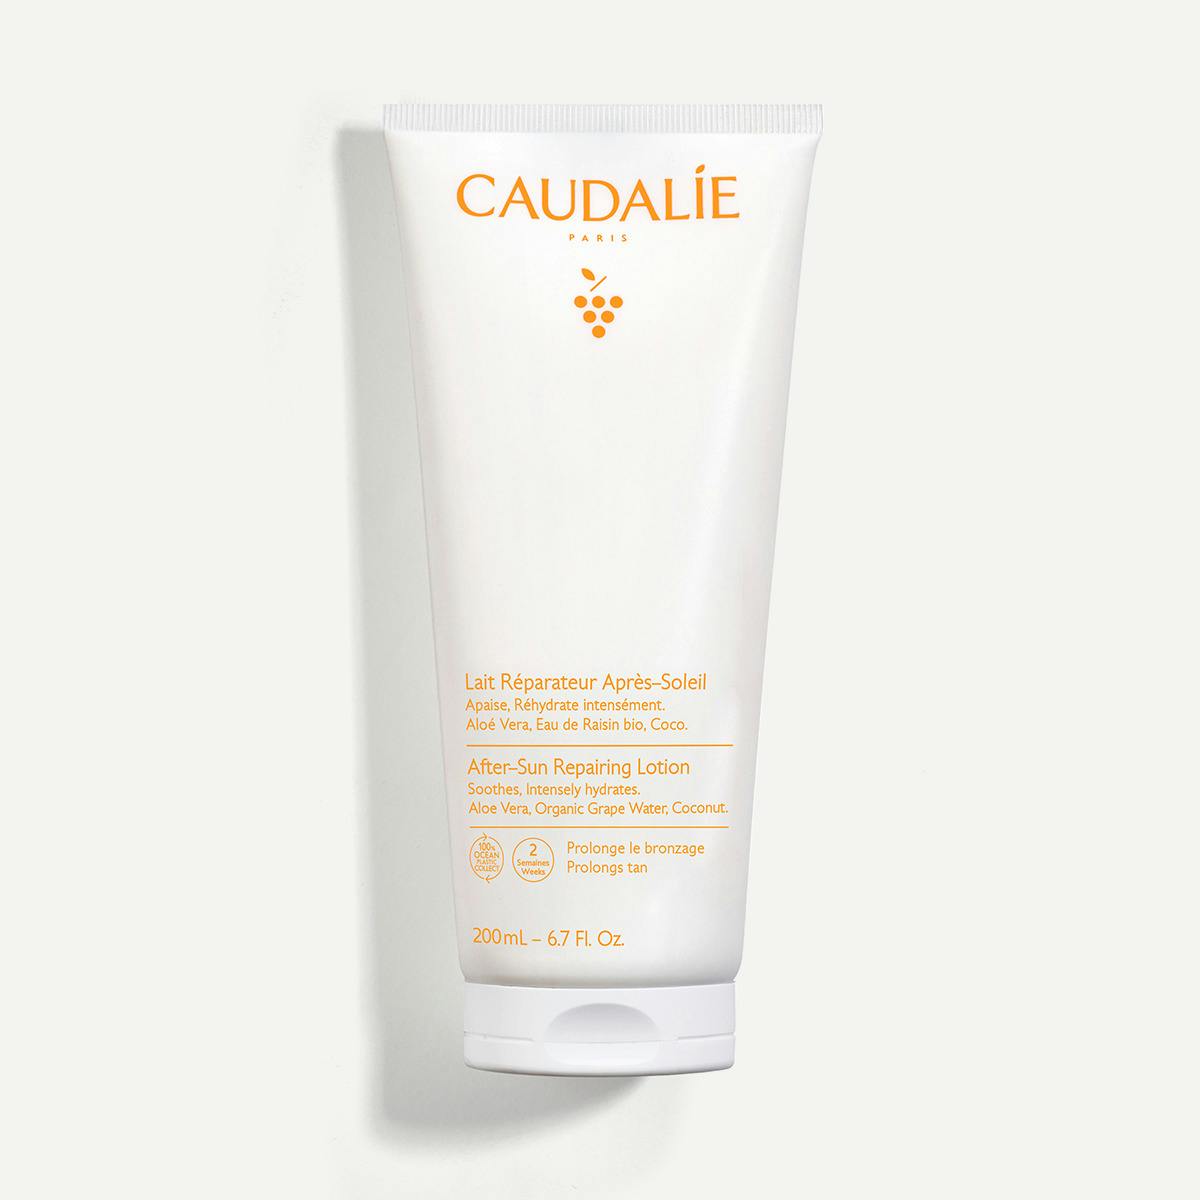 CAUDALÍE
PARIS
Lait Réparateur Après–Soleil
Apaise, Réhydrate intensément.
Aloé Vera, Eau de Raisin bio, Coco.
After–Sun Repairing Lotion
Soothes, Intensely hydrates.
Aloe Vera, Organic Grape Water, Coconut.
100%
OCEAN
PLASTIC
COLLECT
2
Semaines
Weeks
Prolonge le bronzage
Prolongs tan
200mL – 6.7 Fl. Oz.